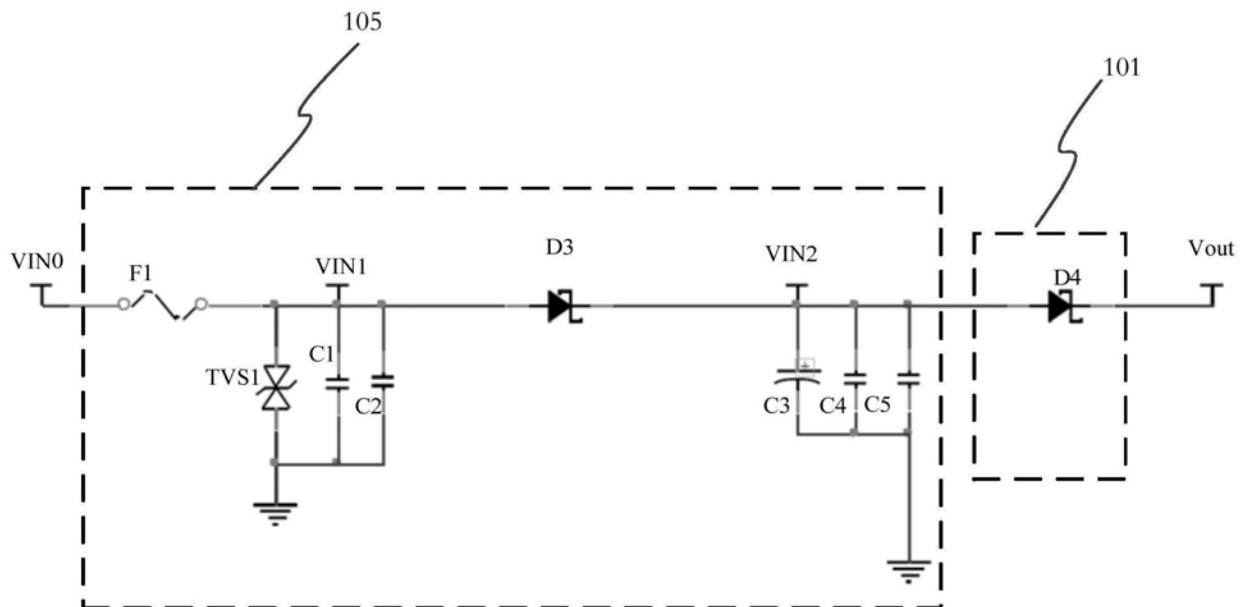 105
101
VIN0
F1
VIN1
D3
VIN2
D4
Vout
TVS1
C1
C2
C3
C4
C5
+